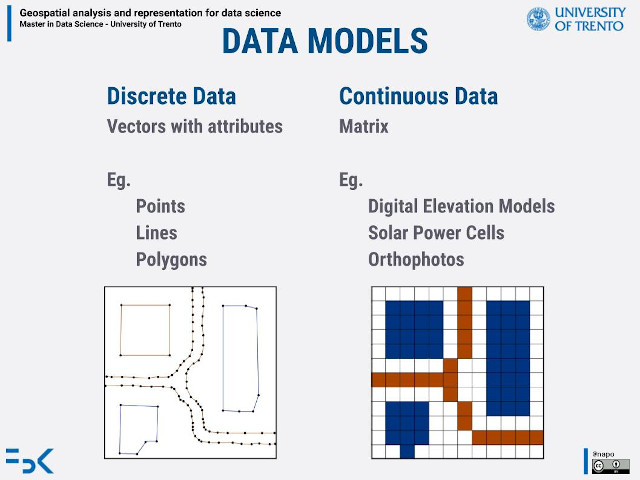 Geospatial analysis and representation for data science
Master in Data Science - University of Trento
UNIVERSITY
OF TRENTO
DATA MODELS
Discrete Data
Vectors with attributes
Eg.
Points
Lines
Polygons
Continuous Data
Matrix
Eg.
Digital Elevation Models
Solar Power Cells
Orthophotos
FBK
@napo